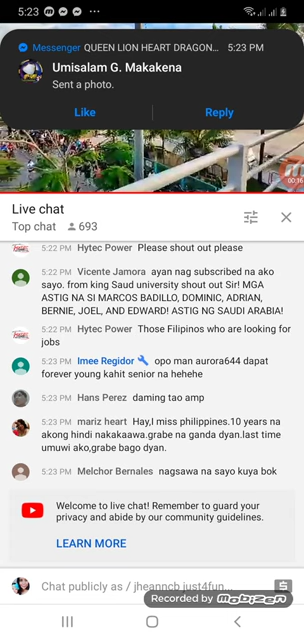 5:23
Messenger QUEEN LION HEART DRAGON... 5:23 PM
Umisalam G. Makakena
Sent a photo.
Like
Reply
00:16
Live chat
Top chat 693
5:22 PM Hytec Power Please shout out please
5:22 PM Vicente Jamora ayan nag subscribed na ako
sayo. from king Saud university shout out Sir! MGA
ASTIG NA SI MARCOS BADILLO, DOMINIC, ADRIAN,
BERNIE, JOEL, AND EDWARD! ASTIG NG SAUDI ARABIA!
5:22 PM Hytec Power Those Filipinos who are looking for
jobs
5:23 PM Imee Regidor opo man aurora644 dapat
forever young kahit senior na hehehe
5:23 PM Hans Perez daming tao amp
5:23 PM mariz heart Hay,I miss philippines.10 years na
akong hindi nakakaawa.grabe na ganda dyan.last time
umuwi ako,grabe bago dyan.
5:23 PM Melchor Bernales nagsawa na sayo kuya bok
Welcome to live chat! Remember to guard your
privacy and abide by our community guidelines.
LEARN MORE
Chat publicly as / jheanncb just4fun...
Recorded by mobizen